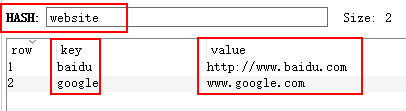 HASH: website Size: 2
row key value
1 baidu http://www.baidu.com
2 google www.google.com